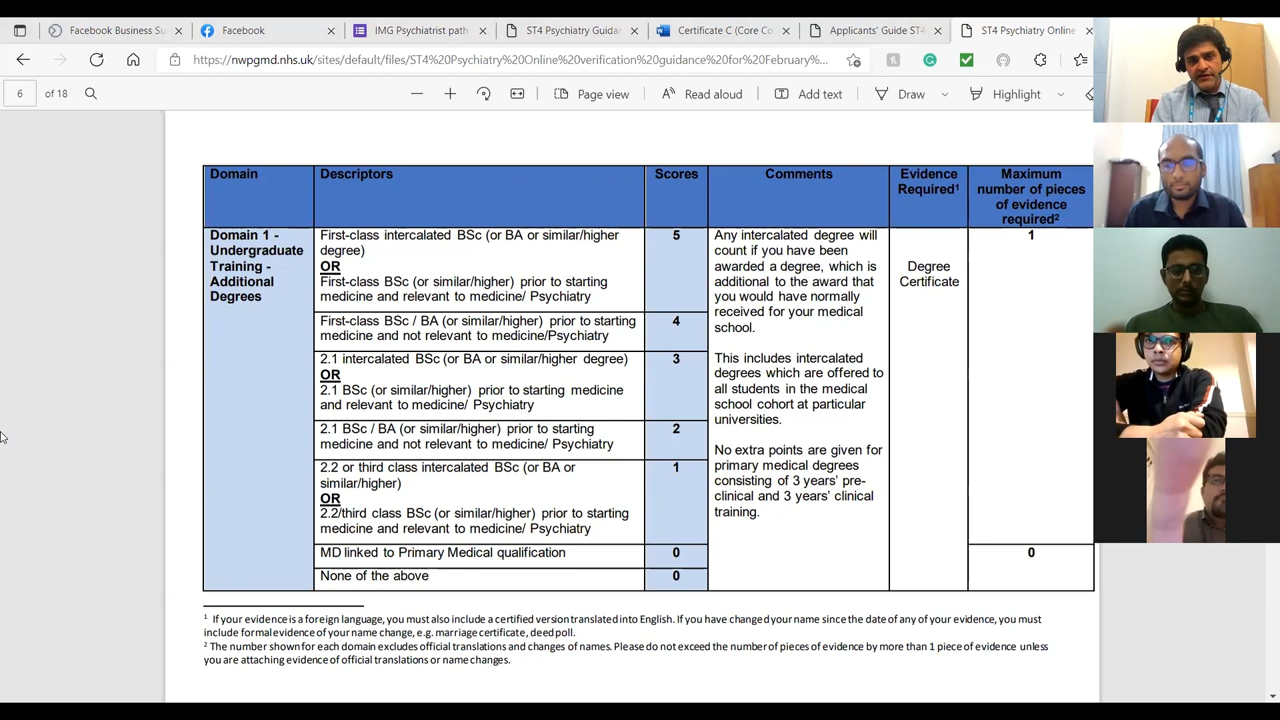 Facebook Business Su
Facebook
IMG Psychiatrist path
ST4 Psychiatry Guidar
Certificate C (Core Co
Applicants' Guide ST4
ST4 Psychiatry Online
https://nwpgmd.nhs.uk/sites/default/files/ST4%20Psychiatry%20Online%20verification%20guidance%20for%20February%...
6 of 18
Page view
Read aloud
Add text
Draw
Highlight
Domain
Descriptors
Scores
Comments
Evidence
Required1
Maximum
number of pieces
of evidence
required2
Domain 1 -
Undergraduate
Training -
Additional
Degrees
First-class intercalated BSc (or BA or similar/higher
degree)
OR
First-class BSc (or similar/higher) prior to starting
medicine and relevant to medicine/ Psychiatry
5
First-class BSc / BA (or similar/higher) prior to starting
medicine and not relevant to medicine/Psychiatry
4
2.1 intercalated BSc (or BA or similar/higher degree)
OR
2.1 BSc (or similar/higher) prior to starting medicine
and relevant to medicine/ Psychiatry
3
2.1 BSc / BA (or similar/higher) prior to starting
medicine and not relevant to medicine/ Psychiatry
2
2.2 or third class intercalated BSc (or BA or
similar/higher)
OR
2.2/third class BSc (or similar/higher) prior to starting
medicine and relevant to medicine/ Psychiatry
1
MD linked to Primary Medical qualification
0
None of the above
0
Any intercalated degree will
count if you have been
awarded a degree, which is
additional to the award that
you would have normally
received for your medical
school.
This includes intercalated
degrees which are offered to
all students in the medical
school cohort at particular
universities.
No extra points are given for
primary medical degrees
consisting of 3 years' pre-
clinical and 3 years' clinical
training.
Degree
Certificate
1
0
1 If your evidence is a foreign language, you must also include a certified version translated into English. If you have changed your name since the date of any of your evidence, you must
include formal evidence of your name change, e.g. marriage certificate, deed poll.
2 The number shown for each domain excludes official translations and changes of names. Please do not exceed the number of pieces of evidence by more than 1 piece of evidence unless
you are attaching evidence of official translations or name changes.